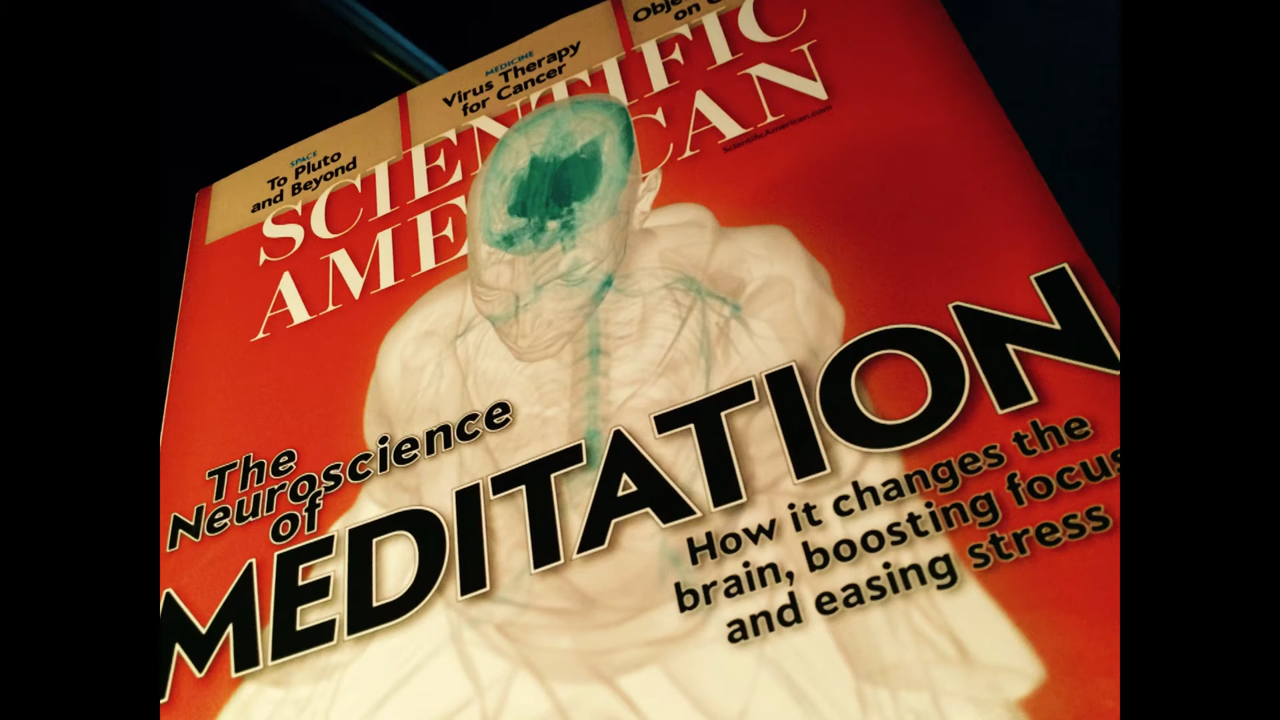 SPACE
To Pluto
and Beyond
MEDICINE
Virus Therapy
for Cancer
on
SCIENTIFIC
AMERICAN
ScientificAmerican.com
The
Neuroscience
of
MEDITATION
How it changes the
brain, boosting focus
and easing stress